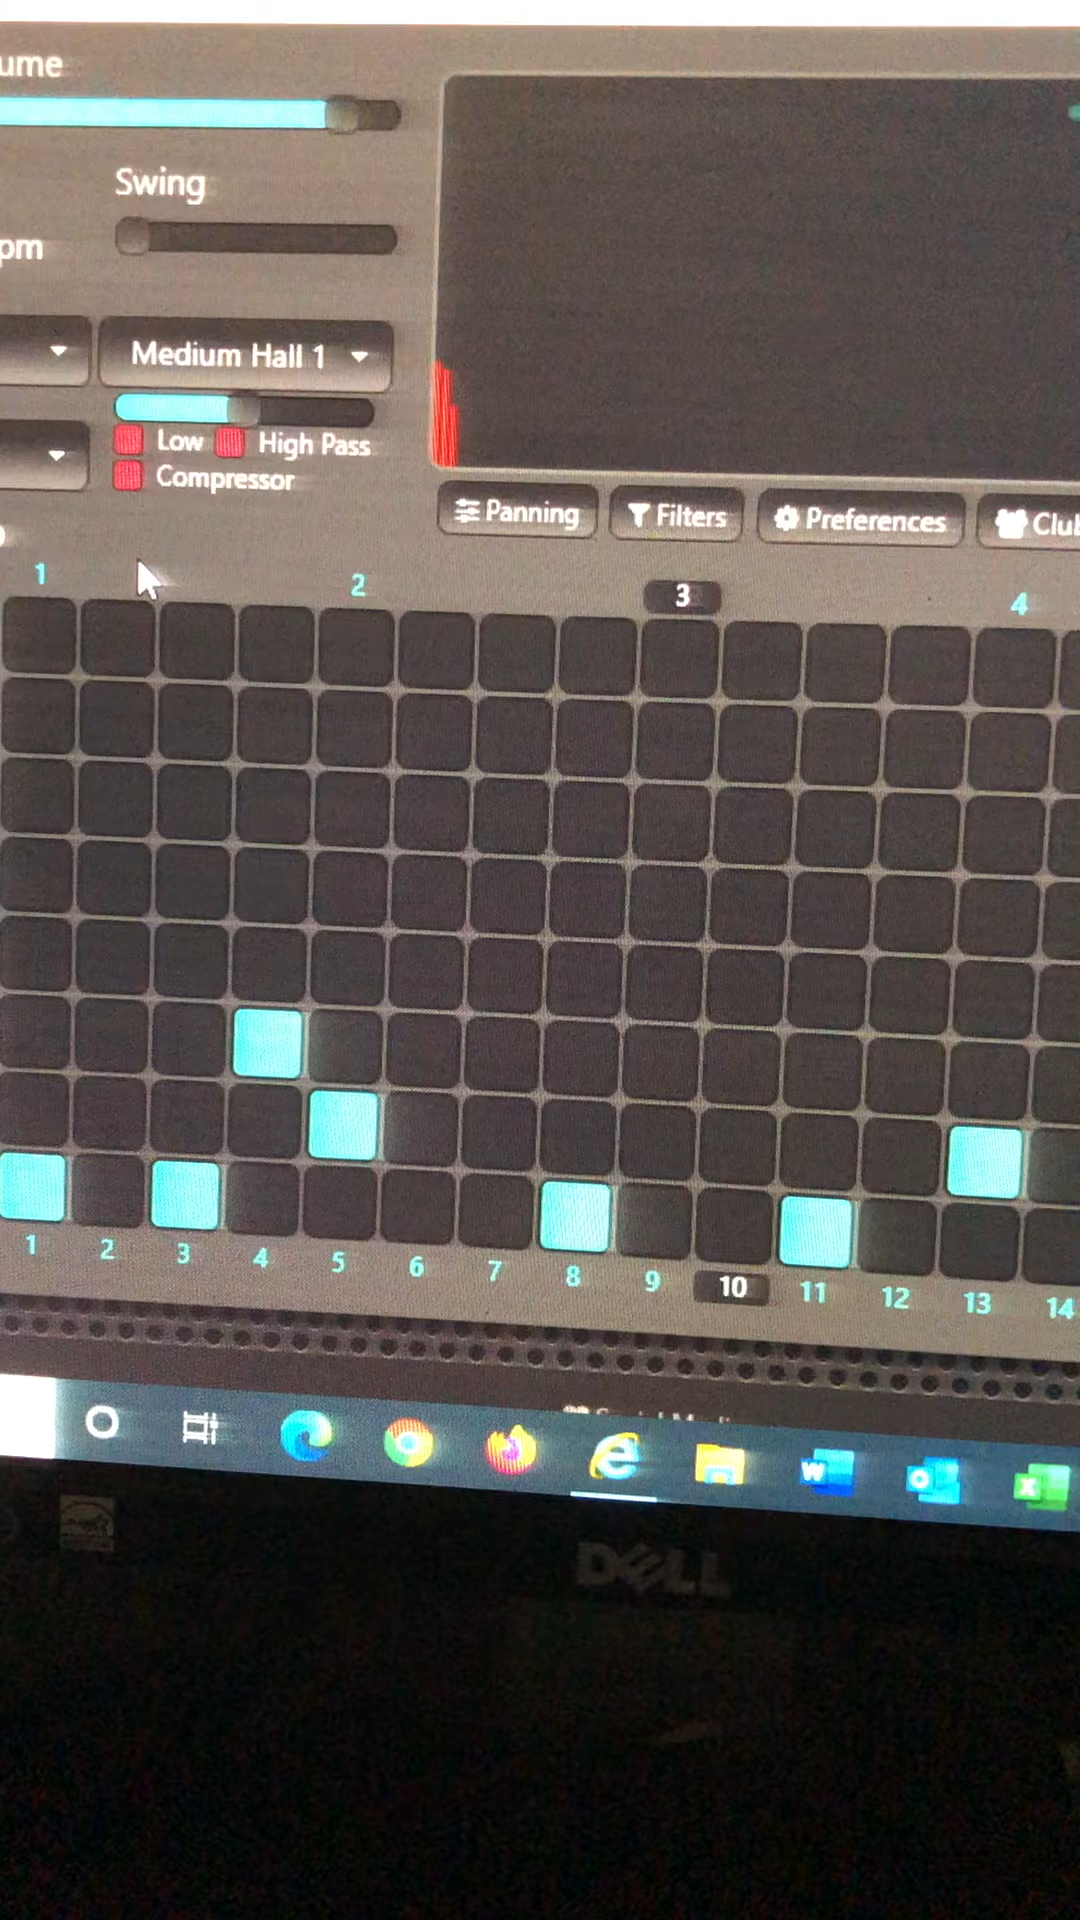 ume
Swing
pm
Medium Hall 1
Low High Pass
Compressor
Panning Filters Preferences Clu
1 2 3 4
1 2 3 4 5 6 7 8 9 10 11 12 13 14
DELL